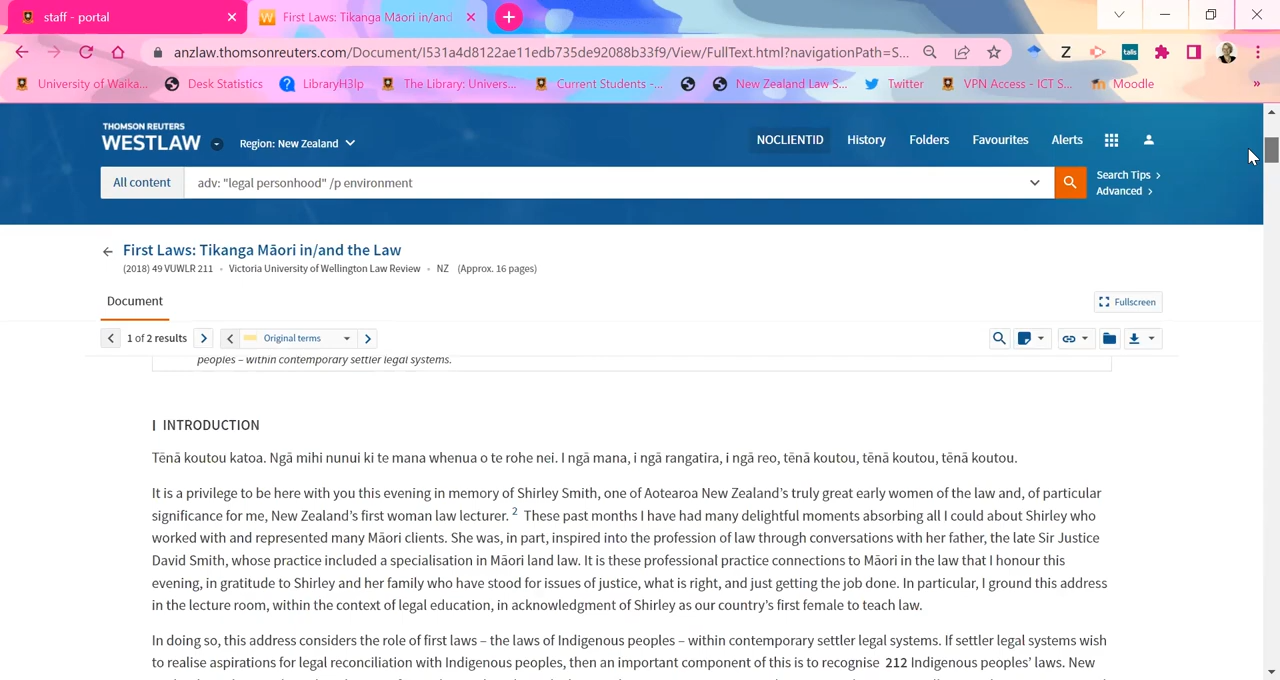 staff - portal
First Laws: Tikanga Māori in/and
anzlaw.thomsonreuters.com/Document/I531a4d8122ae11edb735de92088b33f9/View/FullText.html?navigationPath=S...
Z
talis
University of Waika...
Desk Statistics
LibraryH3lp
The Library: Univers...
Current Students -...
New Zealand Law S...
Twitter
VPN Access - ICT S...
Moodle
»
THOMSON REUTERS
WESTLAW
Region: New Zealand
NOCLIENTID
History
Folders
Favourites
Alerts
All content
adv: "legal personhood" /p environment
Search Tips
Advanced
First Laws: Tikanga Māori in/and the Law
(2018) 49 VUWLR 211 • Victoria University of Wellington Law Review • NZ (Approx. 16 pages)
Document
Fullscreen
1 of 2 results
Original terms
peoples – within contemporary settler legal systems.
I INTRODUCTION
Tēnā koutou katoa. Ngā mihi nunui ki te mana whenua o te rohe nei. I ngā mana, i ngā rangatira, i ngā reo, tēnā koutou, tēnā koutou, tēnā koutou.
It is a privilege to be here with you this evening in memory of Shirley Smith, one of Aotearoa New Zealand's truly great early women of the law and, of particular
significance for me, New Zealand's first woman law lecturer. 2 These past months I have had many delightful moments absorbing all I could about Shirley who
worked with and represented many Māori clients. She was, in part, inspired into the profession of law through conversations with her father, the late Sir Justice
David Smith, whose practice included a specialisation in Māori land law. It is these professional practice connections to Māori in the law that I honour this
evening, in gratitude to Shirley and her family who have stood for issues of justice, what is right, and just getting the job done. In particular, I ground this address
in the lecture room, within the context of legal education, in acknowledgment of Shirley as our country's first female to teach law.
In doing so, this address considers the role of first laws – the laws of Indigenous peoples – within contemporary settler legal systems. If settler legal systems wish
to realise aspirations for legal reconciliation with Indigenous peoples, then an important component of this is to recognise 212 Indigenous peoples' laws. New